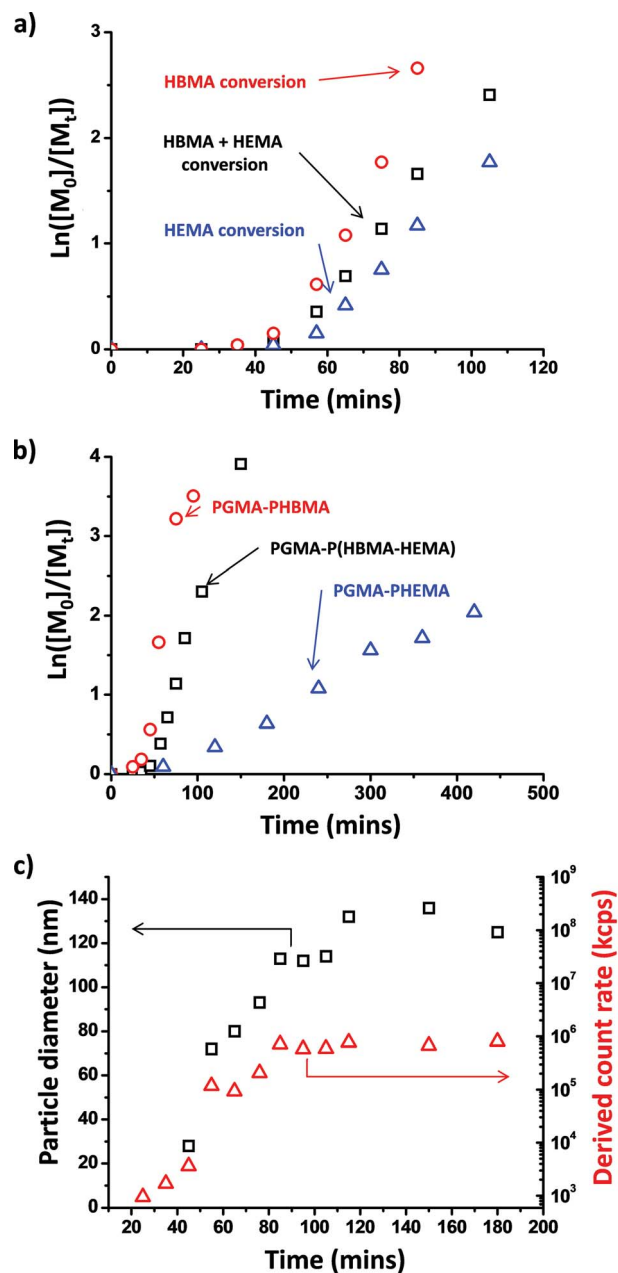 a)
3
2
1
0
Ln([M₀]/[Mₜ])
HBMA conversion
HBMA + HEMA
conversion
HEMA conversion
0 20 40 60 80 100 120
Time (mins)
b)
4
3
2
1
0
Ln([M₀]/[Mₜ])
PGMA-PHBMA
PGMA-P(HBMA-HEMA)
PGMA-PHEMA
0 100 200 300 400 500
Time (mins)
c)
140
120
100
80
60
40
20
0
Particle diameter (nm)
10⁹
10⁸
10⁷
10⁶
10⁵
10⁴
10³
Derived count rate (kcps)
20 40 60 80 100 120 140 160 180 200
Time (mins)